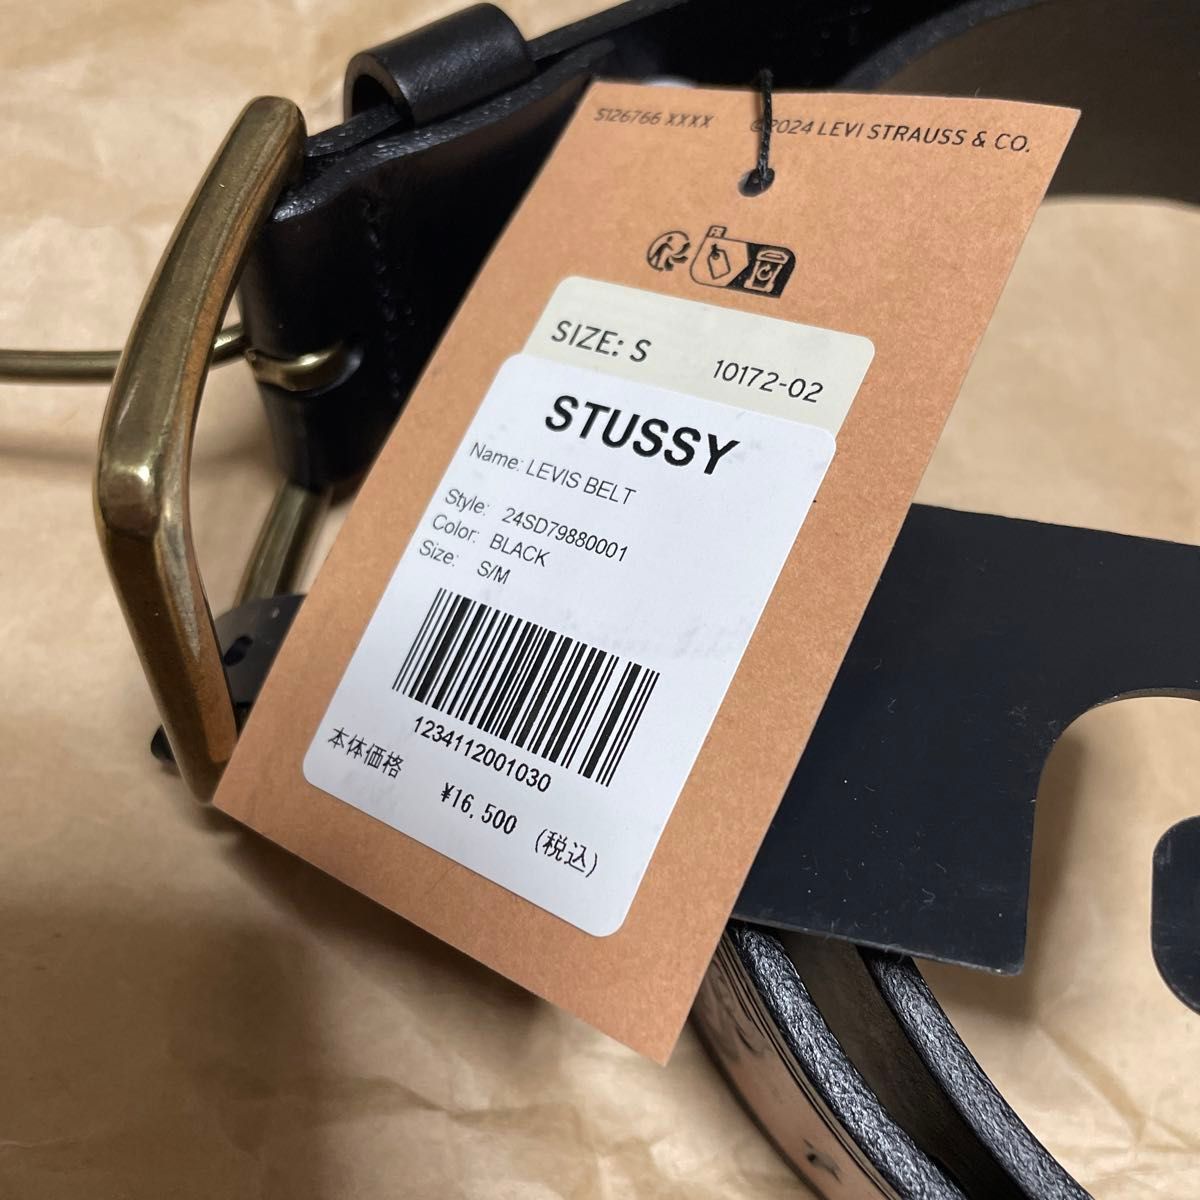 S126766 XXXX ©2024 LEVI STRAUSS & CO.
SIZE: S 10172-02
STUSSY
Name: LEVIS BELT
Style: 24SD79880001
Color: BLACK
Size: S/M
1234112001030
本体価格
¥16,500 (税込)